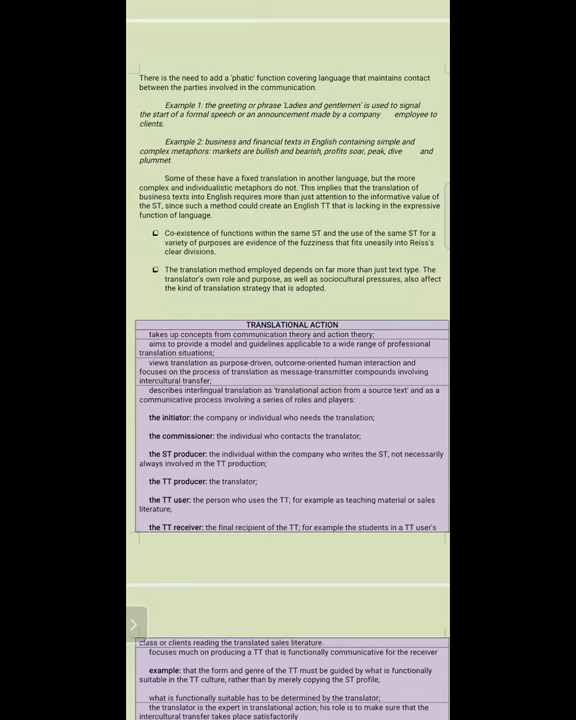 There is the need to add a 'phatic' function covering language that maintains contact
between the parties involved in the communication.
Example 1: the greeting or phrase 'Ladies and gentlemen' is used to signal
the start of a formal speech or an announcement made by a company employee to
clients.
Example 2: business and financial texts in English containing simple and
complex metaphors: markets are bullish and bearish, profits soar, peak, dive and
plummet.
Some of these have a fixed translation in another language, but the more
complex and individualistic metaphors do not. This implies that the translation of
business texts into English requires more than just attention to the informative value of
the ST, since such a method could create an English TT that is lacking in the expressive
function of language.
Co-existence of functions within the same ST and the use of the same ST for a
variety of purposes are evidence of the fuzziness that fits uneasily into Reiss's
clear divisions.
The translation method employed depends on far more than just text type. The
translator's own role and purpose, as well as sociocultural pressures, also affect
the kind of translation strategy that is adopted.
TRANSLATIONAL ACTION
takes up concepts from communication theory and action theory;
aims to provide a model and guidelines applicable to a wide range of professional
translation situations;
views translation as purpose-driven, outcome-oriented human interaction and
focuses on the process of translation as message-transmitter compounds involving
intercultural transfer;
describes interlingual translation as 'translational action from a source text' and as a
communicative process involving a series of roles and players:
the initiator: the company or individual who needs the translation;
the commissioner: the individual who contacts the translator;
the ST producer: the individual within the company who writes the ST, not necessarily
always involved in the TT production;
the TT producer: the translator;
the TT user: the person who uses the TT; for example as teaching material or sales
literature;
the TT receiver: the final recipient of the TT; for example the students in a TT user's
class or clients reading the translated sales literature.
focuses much on producing a TT that is functionally communicative for the receiver
example: that the form and genre of the TT must be guided by what is functionally
suitable in the TT culture, rather than by merely copying the ST profile;
what is functionally suitable has to be determined by the translator;
the translator is the expert in translational action; his role is to make sure that the
intercultural transfer takes place satisfactorily